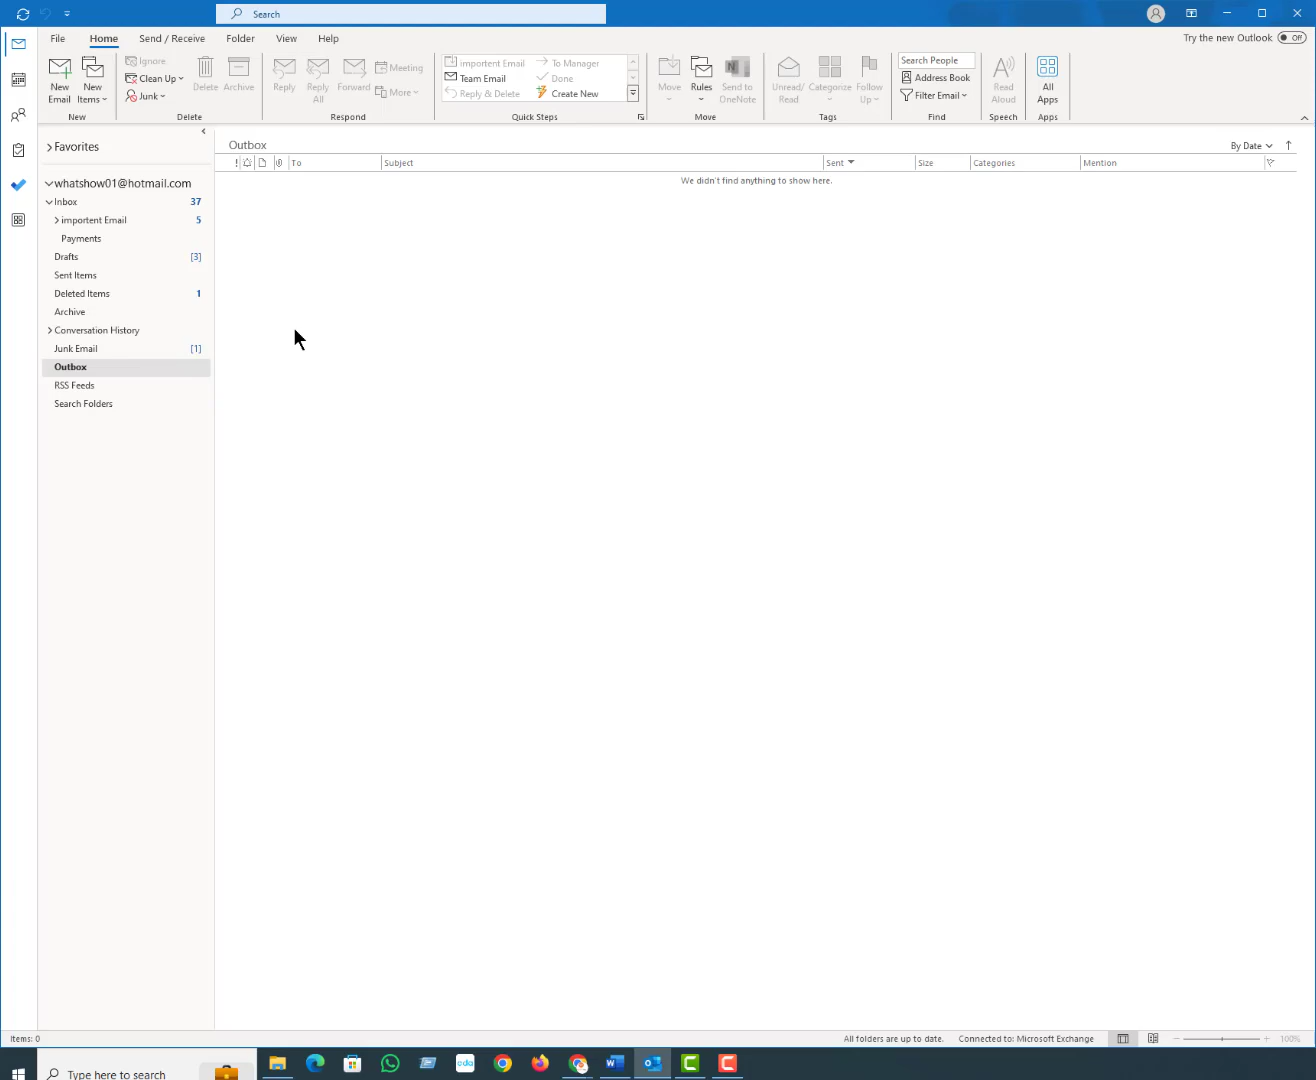 Search
File Home Send / Receive Folder View Help
Try the new Outlook Off
New Email
New Items
New
Ignore
Clean Up
Junk
Delete
Archive
Delete
Reply
Reply All
Forward
Meeting
More
Respond
Importent Email
Team Email
Reply & Delete
To Manager
Done
Create New
Quick Steps
Move
Rules
Send to OneNote
Move
Unread/ Read
Categorize
Follow Up
Tags
Search People
Address Book
Filter Email
Find
Read Aloud
Speech
All Apps
Apps
Favorites
whatshow01@hotmail.com
Inbox 37
importent Email 5
Payments
Drafts [3]
Sent Items
Deleted Items 1
Archive
Conversation History
Junk Email [1]
Outbox
RSS Feeds
Search Folders
Outbox
By Date
! To Subject Sent Size Categories Mention
We didn't find anything to show here.
Items: 0
All folders are up to date. Connected to: Microsoft Exchange 100%
Type here to search
cda